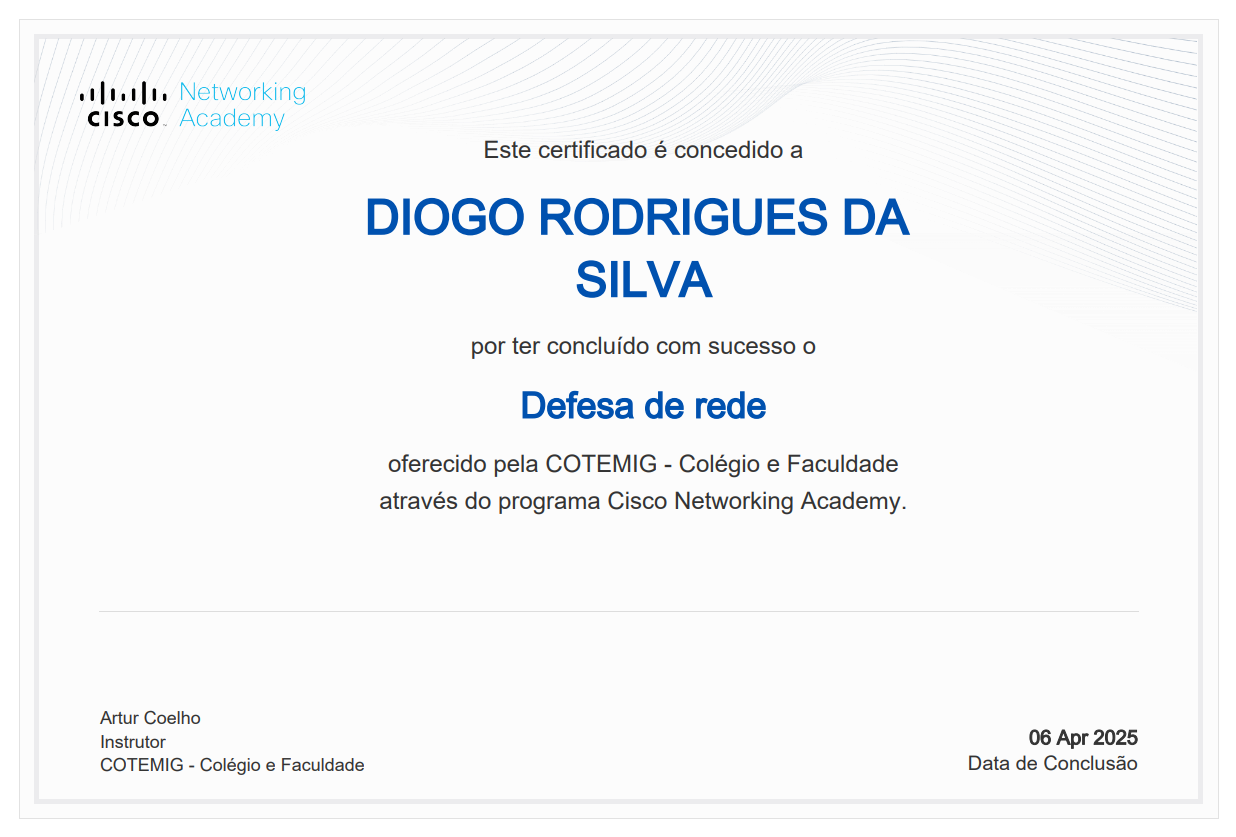 Networking
CISCO Academy
Este certificado é concedido a
DIOGO RODRIGUES DA
SILVA
por ter concluído com sucesso o
Defesa de rede
oferecido pela COTEMIG - Colégio e Faculdade
através do programa Cisco Networking Academy.
Artur Coelho
Instrutor
COTEMIG - Colégio e Faculdade
06 Apr 2025
Data de Conclusão